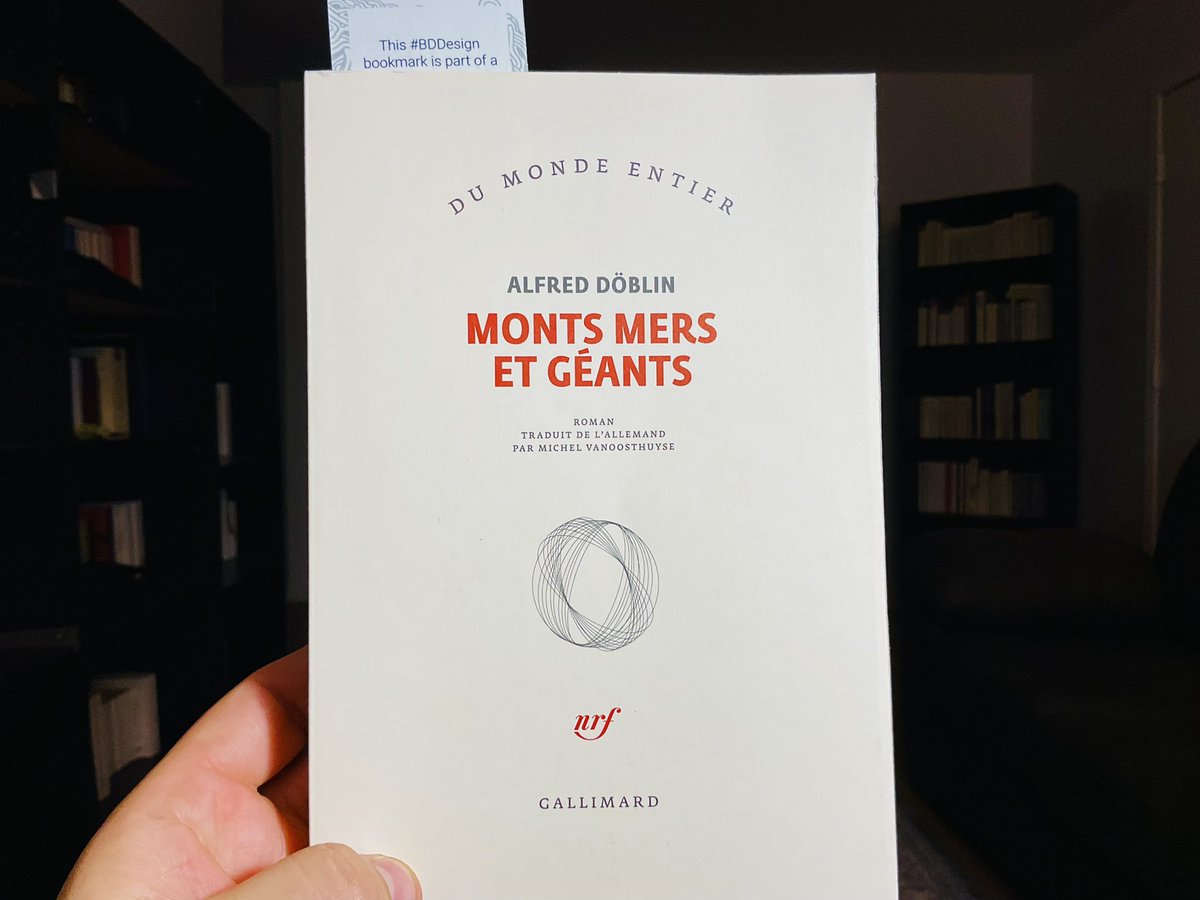 This #BDDesign
bookmark is part of a
DU MONDE ENTIER
ALFRED DÖBLIN
MONTS MERS
ET GÉANTS
ROMAN
TRADUIT DE L'ALLEMAND
PAR MICHEL VANOOSTHUYSE
nrf
GALLIMARD